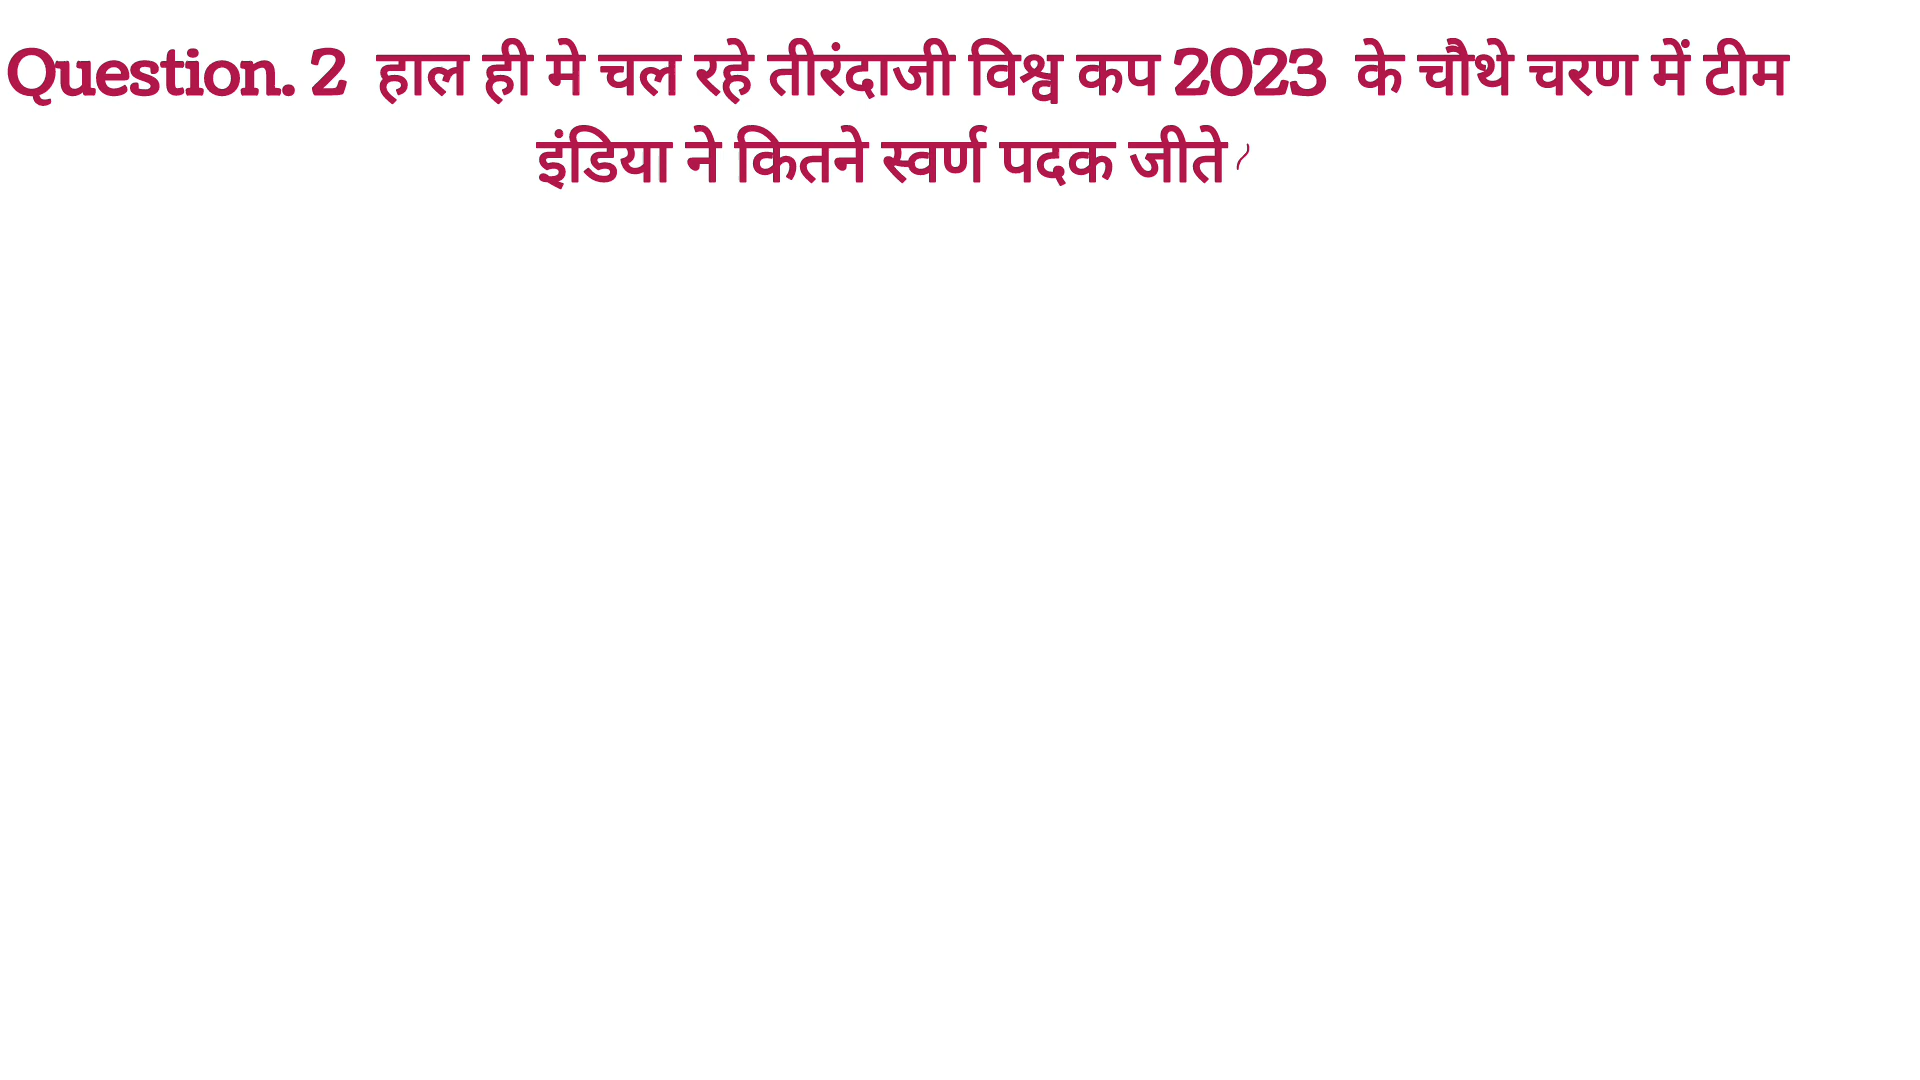 Question. 2  हाल ही मे चल रहे तीरंदाजी विश्व कप 2023  के चौथे चरण में टीम
इंडिया ने कितने स्वर्ण पदक जीते